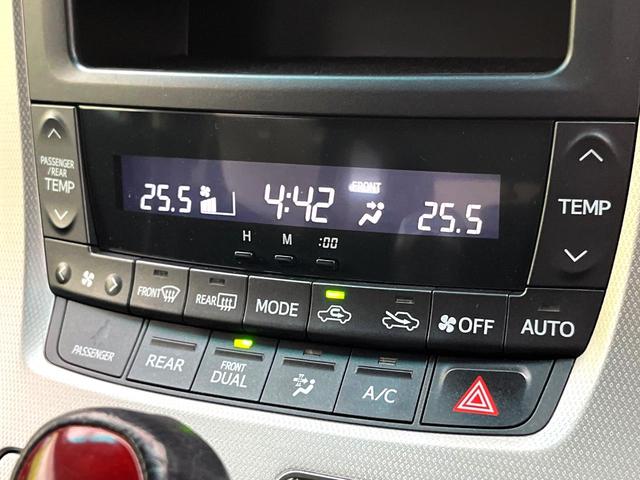 PASSENGER
/REAR
TEMP
25.5 4:42 FRONT 25.5
TEMP
H M :00
FRONT REAR MODE OFF AUTO
PASSENGER REAR FRONT DUAL A/C